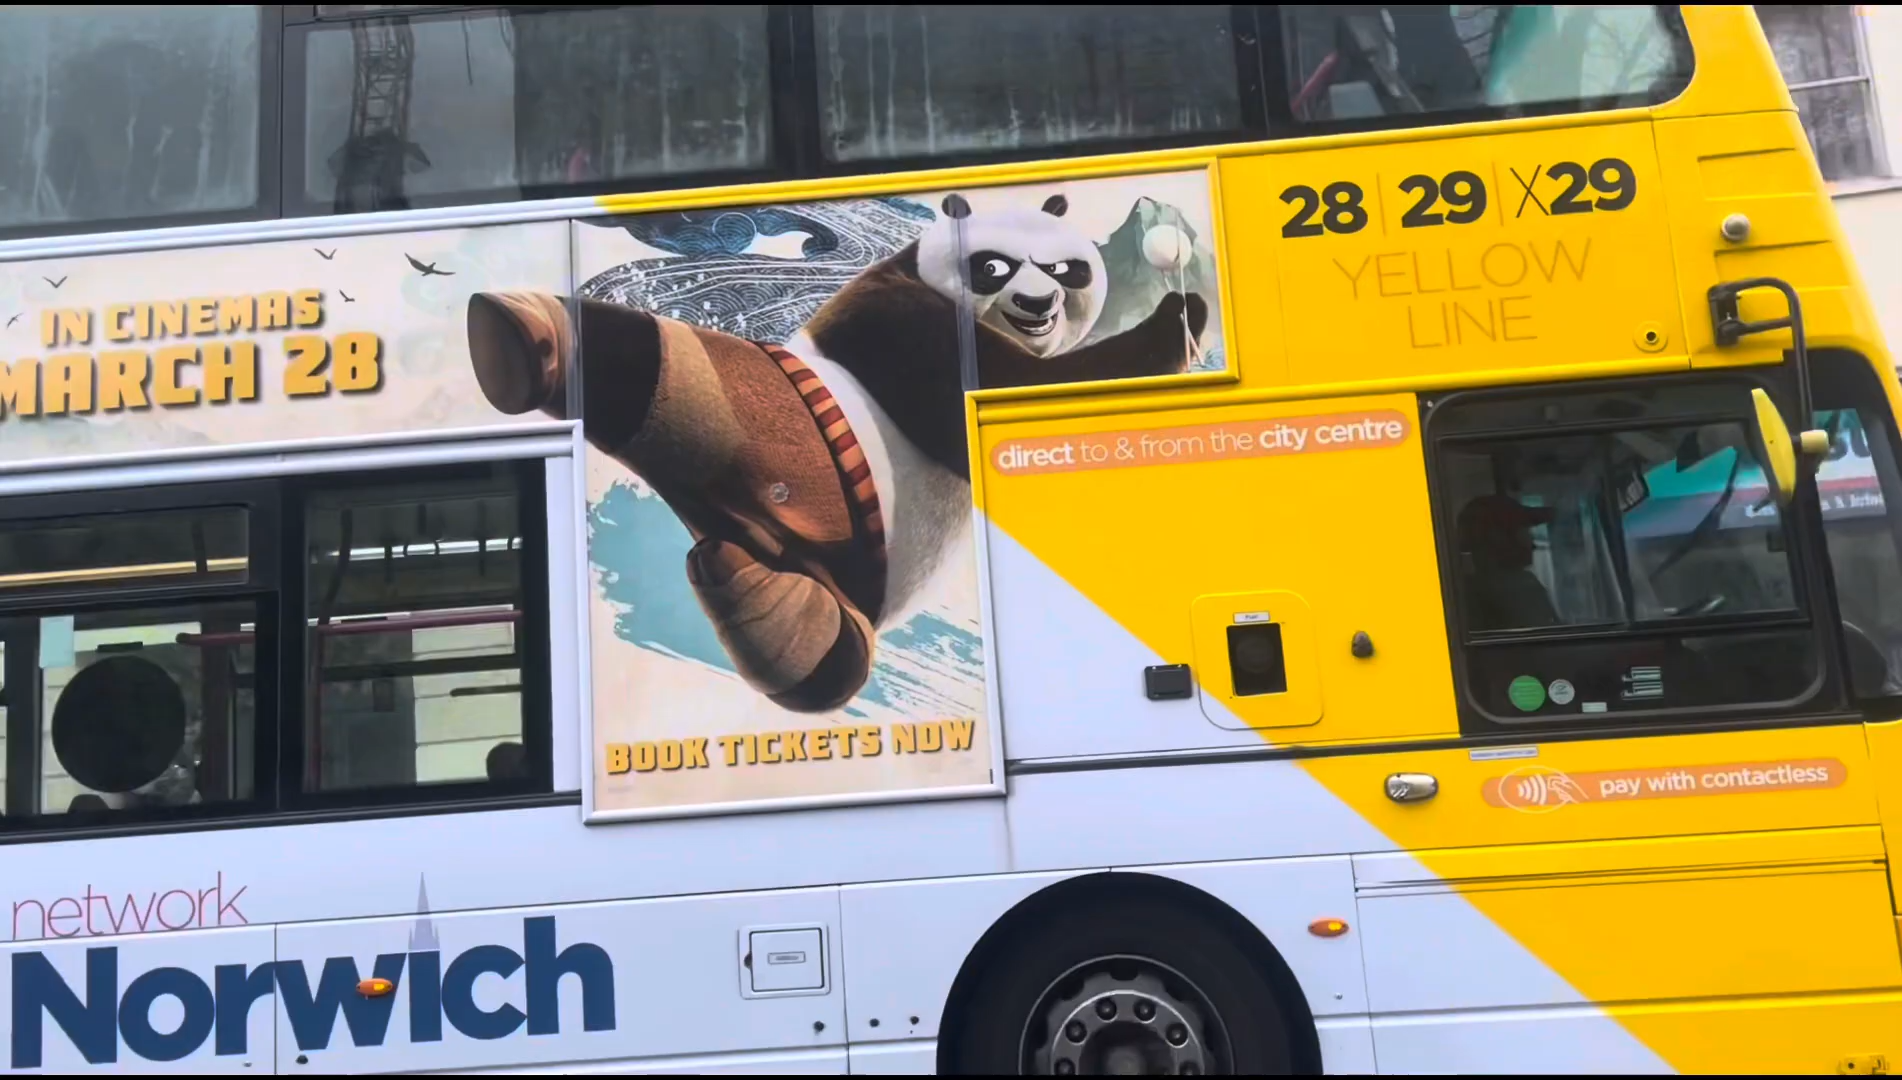 IN CINEMAS
MARCH 28
28 | 29 | X29
YELLOW
LINE
direct to & from the city centre
BOOK TICKETS NOW
pay with contactless
network
Norwich